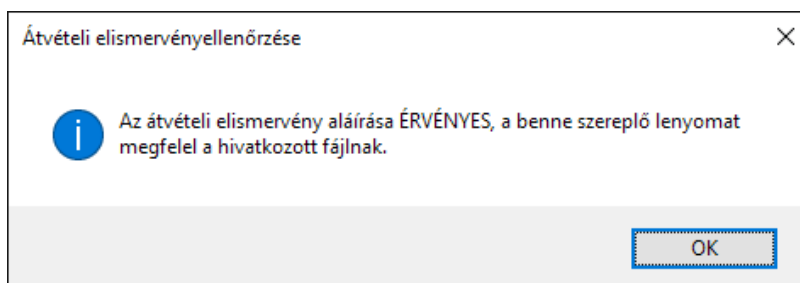 Átvételi elismervényellenőrzése
Az átvételi elismervény aláírása ÉRVÉNYES, a benne szereplő lenyomat
megfelel a hivatkozott fájlnak.
OK